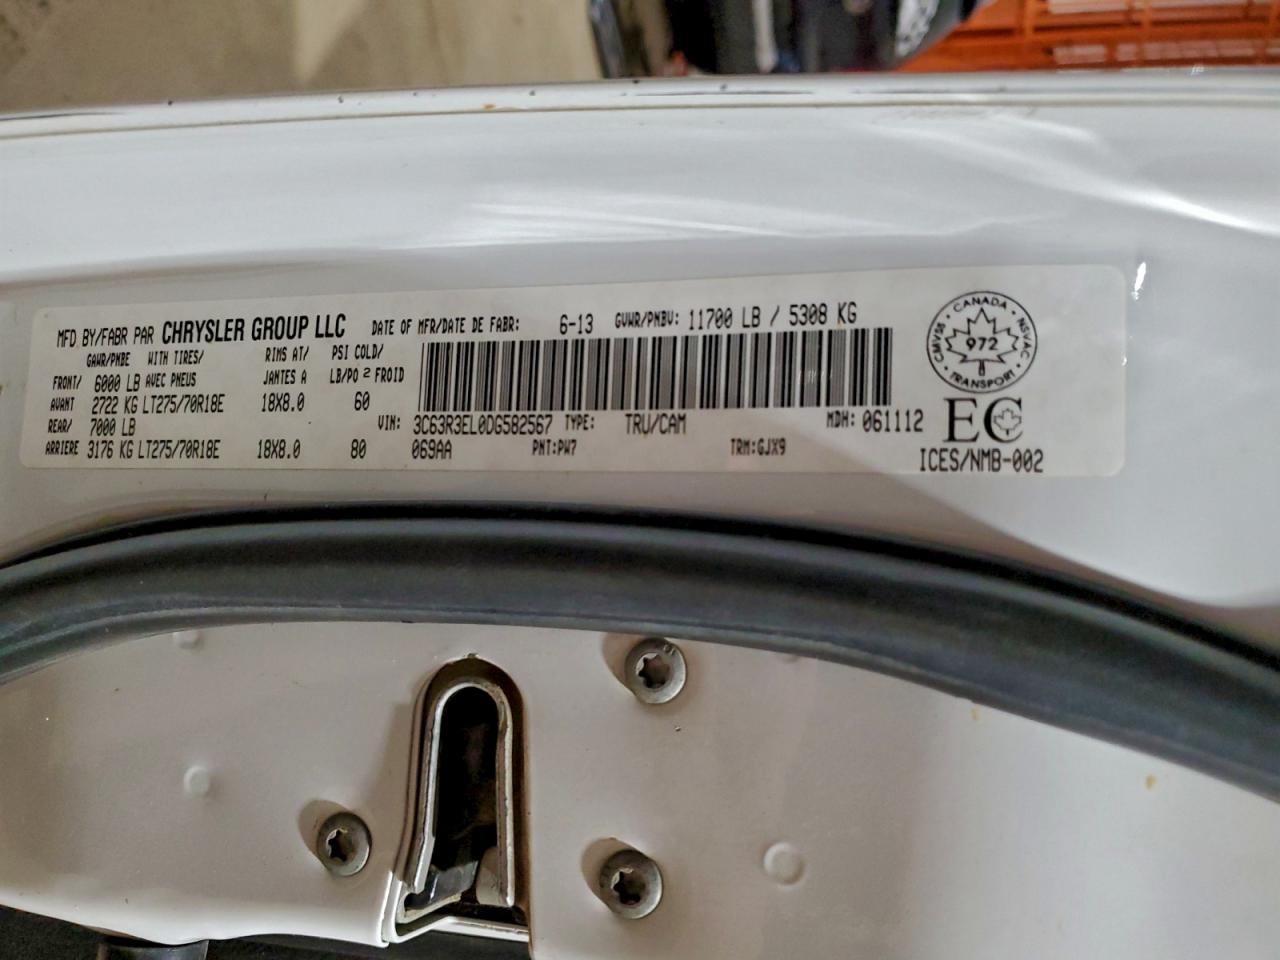 MFD BY/FABR PAR CHRYSLER GROUP LLC DATE OF MFR/DATE DE FABR: 6-13 GVWR/PNBV: 11700 LB / 5308 KG
GAWR/PNBE WITH TIRES/ RIMS AT/ PSI COLD/
FRONT/ 6000 LB AVEC PNEUS JANTES A LB/PO 2 FROID
AVANT 2722 KG LT275/70R18E 18X8.0 60
REAR/ 7000 LB VIN: 3C63R3EL0DG582567 TYPE: TRU/CAM MDH: 061112
ARRIERE 3176 KG LT275/70R18E 18X8.0 80 069AA PNT:PW7 TRM:GJX9
CANADA
CMVSS NSVAC
972
TRANSPORT
EC
ICES/NMB-002